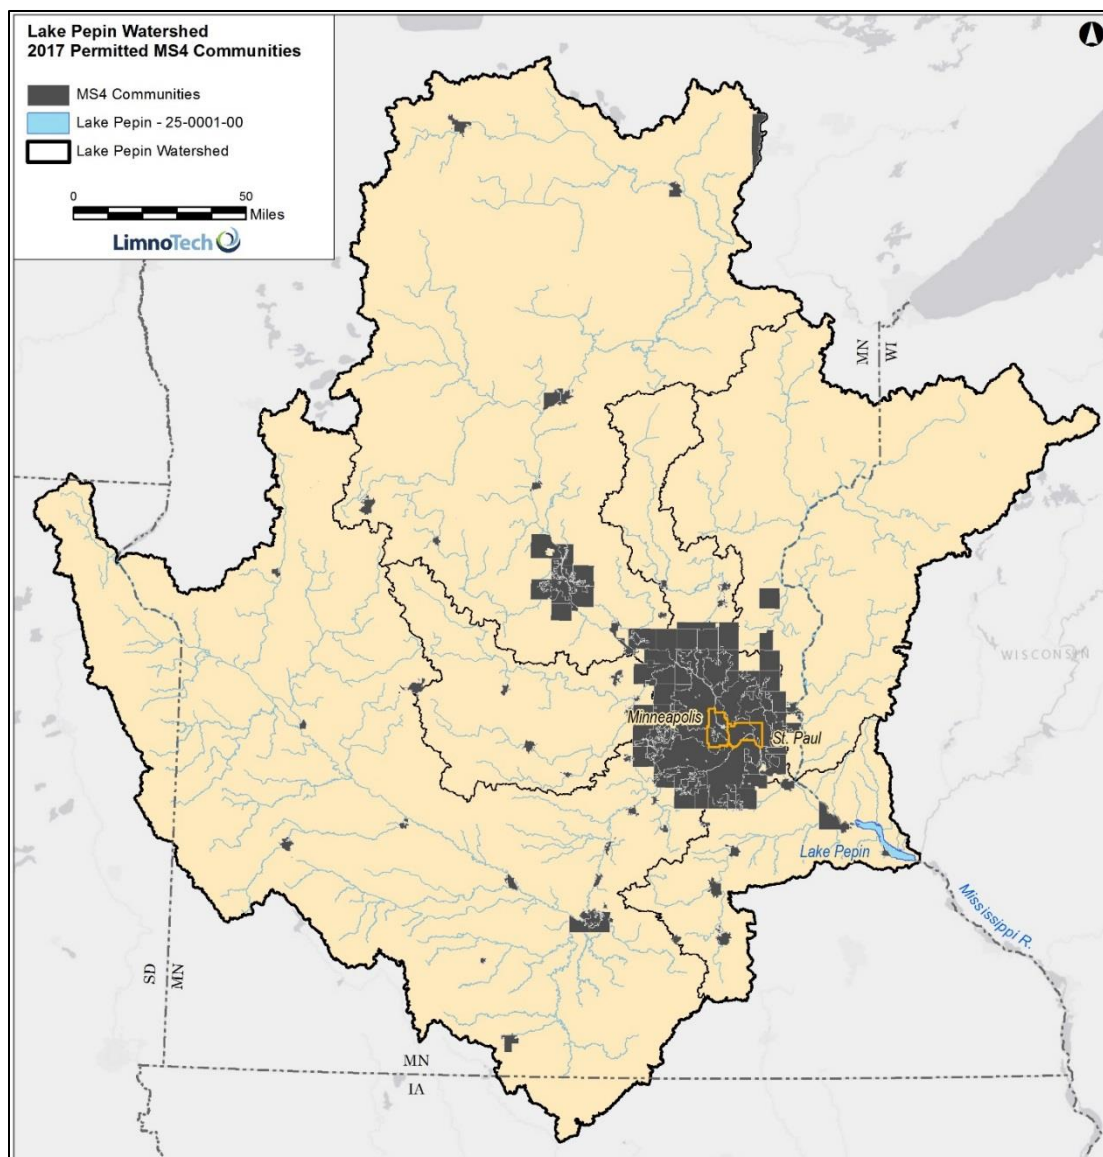 Lake Pepin Watershed
2017 Permitted MS4 Communities
MS4 Communities
Lake Pepin - 25-0001-00
Lake Pepin Watershed
0 50
Miles
LimnoTech
MN
WI
WISCONSIN
Minneapolis
St. Paul
Lake Pepin
Mississippi R.
SD
MN
MN
IA